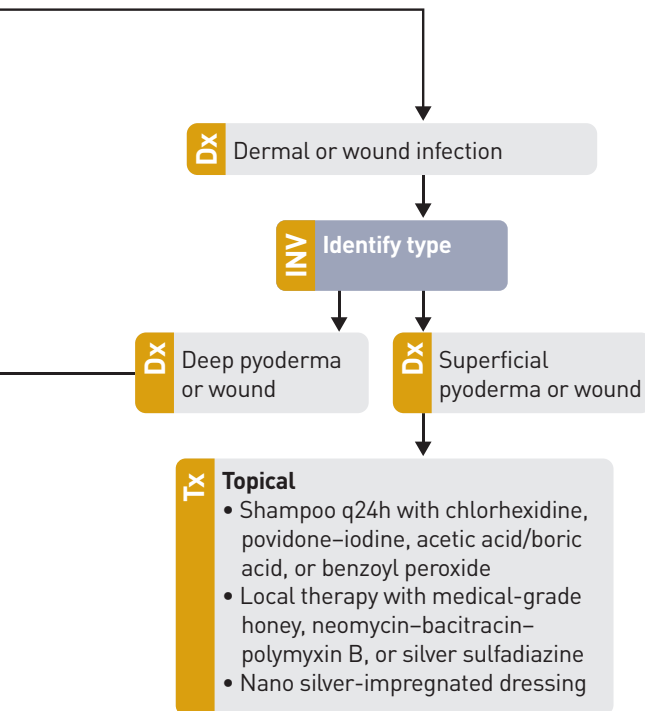 Dx
Dermal or wound infection
INV
Identify type
Dx
Deep pyoderma
or wound
Dx
Superficial
pyoderma or wound
Tx
Topical
• Shampoo q24h with chlorhexidine,
povidone–iodine, acetic acid/boric
acid, or benzoyl peroxide
• Local therapy with medical-grade
honey, neomycin–bacitracin–
polymyxin B, or silver sulfadiazine
• Nano silver-impregnated dressing